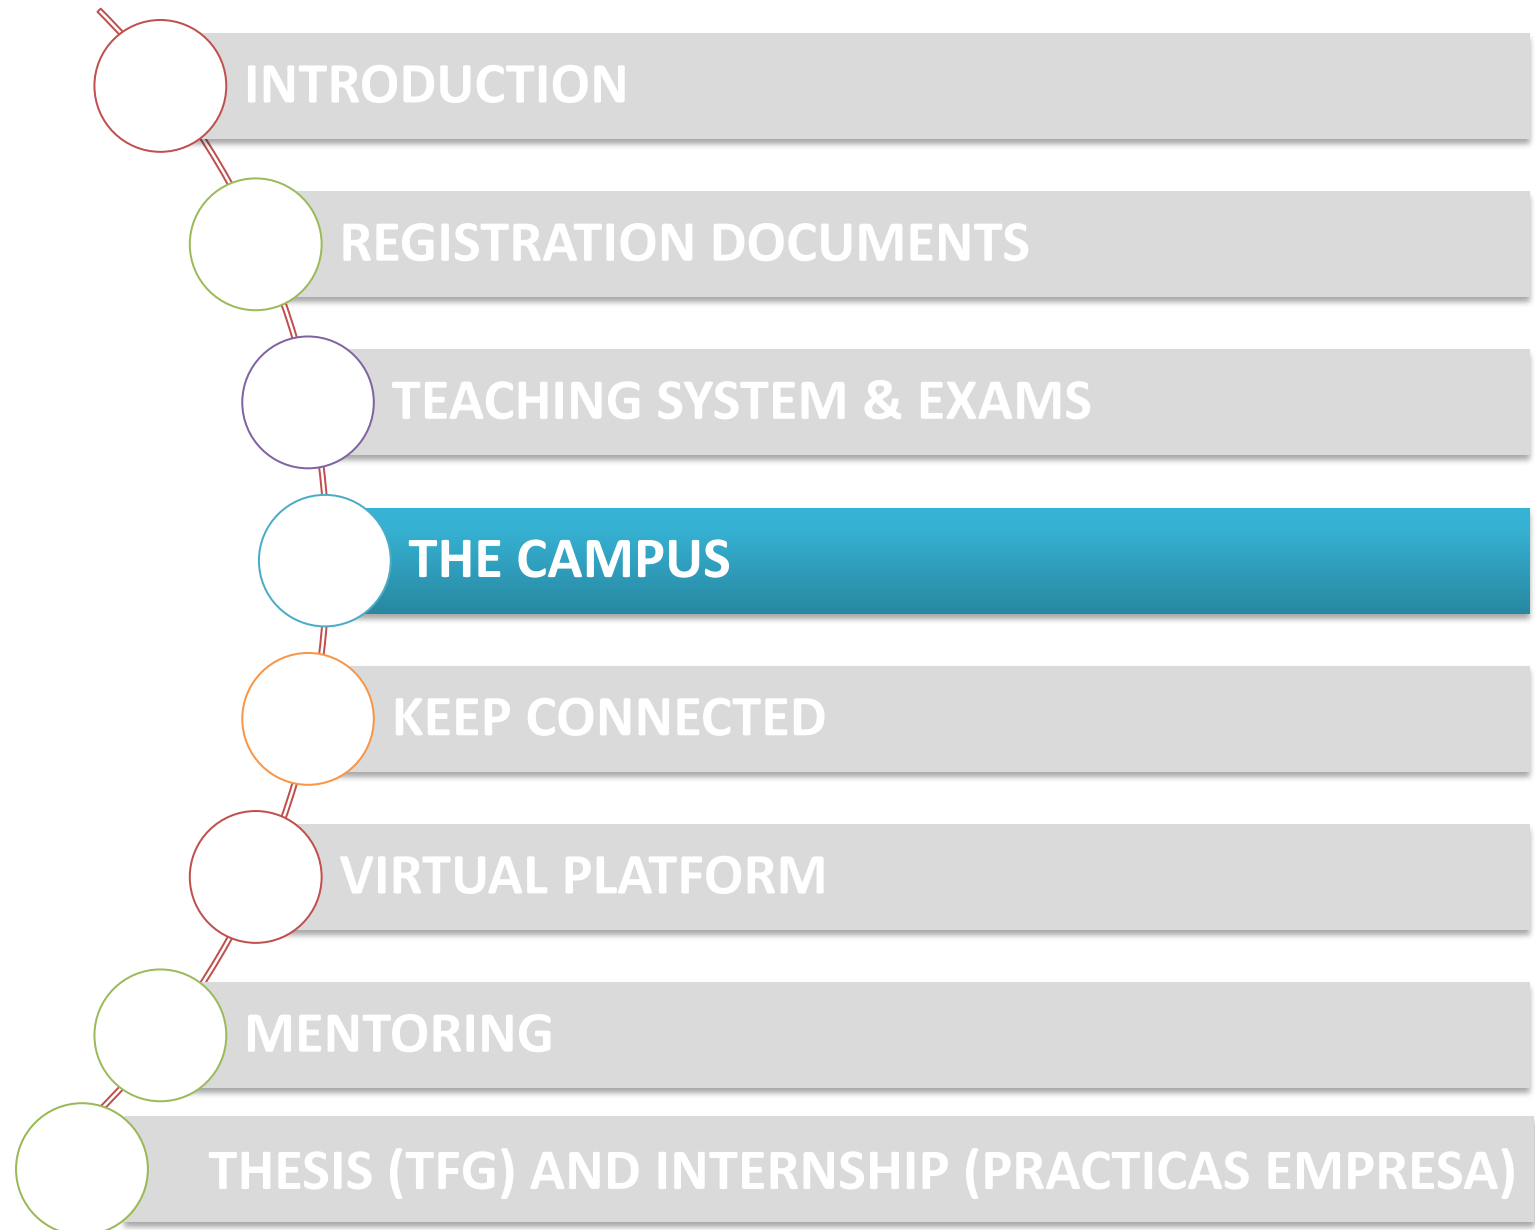 INTRODUCTION
REGISTRATION DOCUMENTS
TEACHING SYSTEM & EXAMS
THE CAMPUS
KEEP CONNECTED
VIRTUAL PLATFORM
MENTORING
THESIS (TFG) AND INTERNSHIP (PRACTICAS EMPRESA)